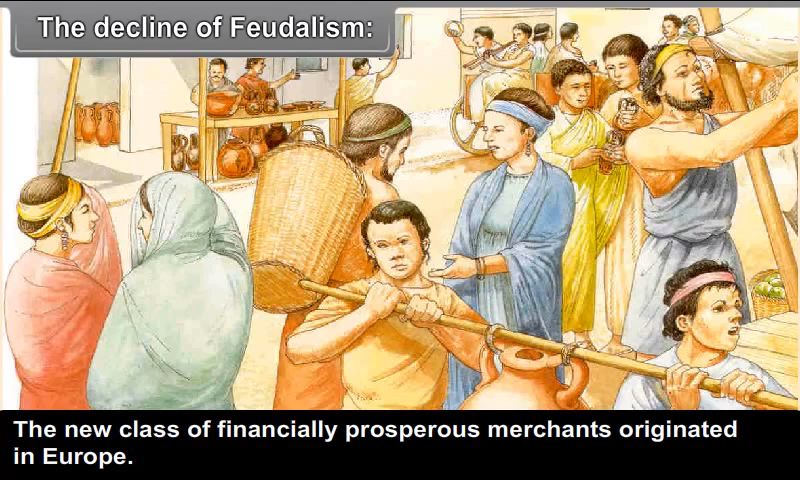 The decline of Feudalism:
The new class of financially prosperous merchants originated
in Europe.